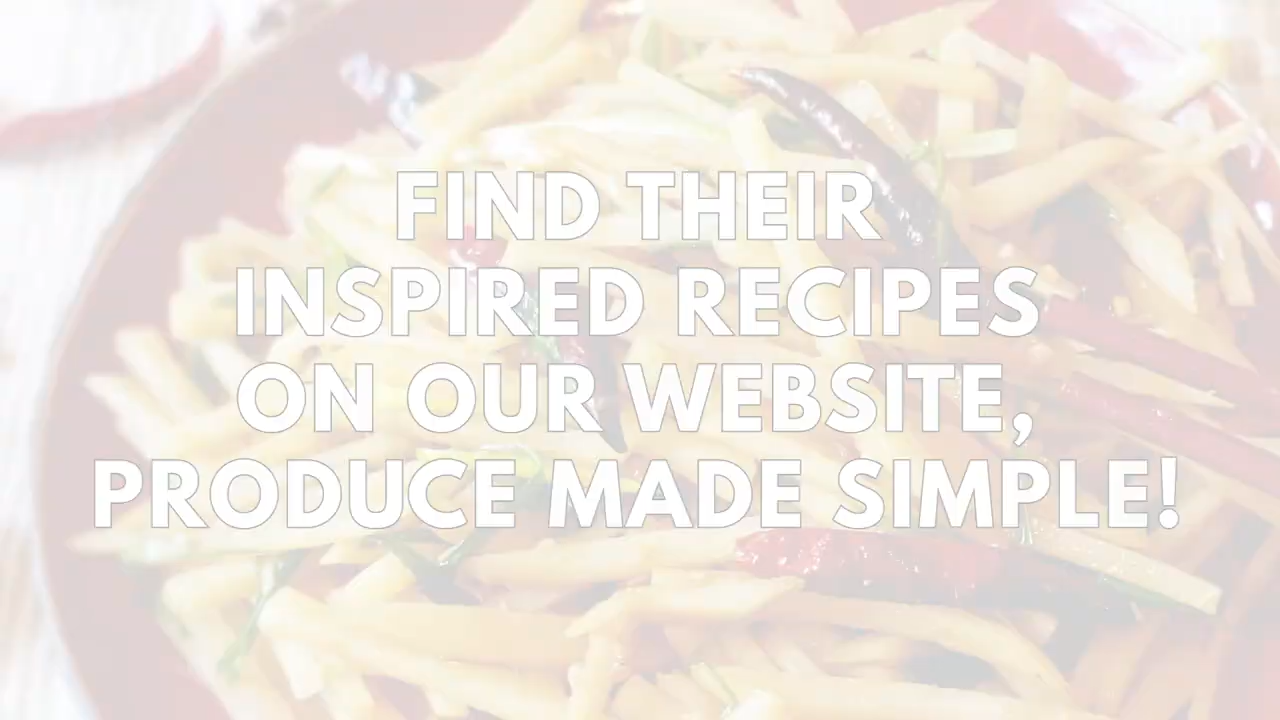 FIND THEIR
INSPIRED RECIPES
ON OUR WEBSITE,
PRODUCE MADE SIMPLE!